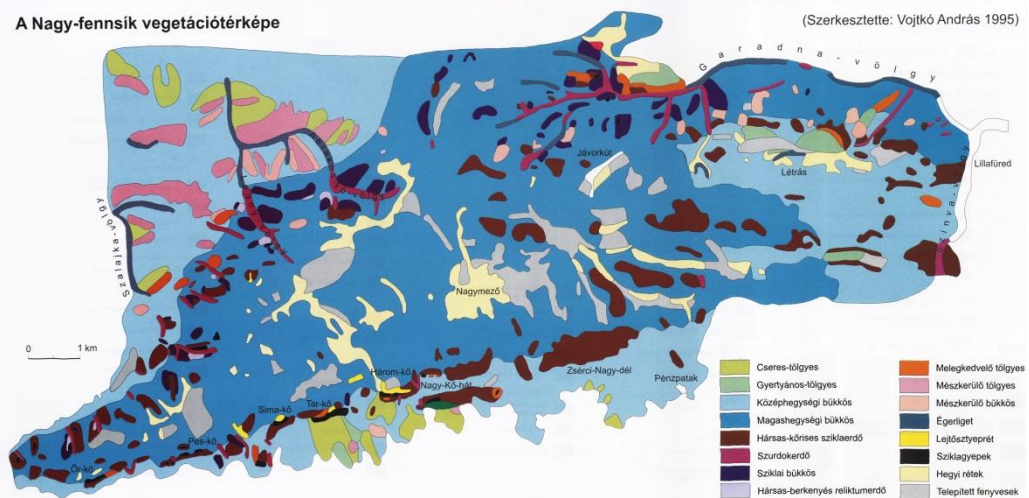 A Nagy-fennsík vegetációtérképe
(Szerkesztette: Vojtkó András 1995)
Garadna-völgy
Jávorkút
Létrás
Lillafüred
Szinva-völgy
Szalajka-völgy
Nagymező
0 1 km
Három-kő
Nagy-Kő-hát
Zsérci-Nagy-dél
Pénzpatak
Tar-kő
Sima-kő
Pes-kő
Őr-kő
Cseres-tölgyes
Gyertyános-tölgyes
Középhegységi bükkös
Magashegységi bükkös
Hársas-kőrises sziklaerdő
Szurdokerdő
Sziklai bükkös
Hársas-berkenyés reliktumerdő
Melegkedvelő tölgyes
Mészkerülő tölgyes
Mészkerülő bükkös
Égerliget
Lejtősztyeprét
Sziklagyepek
Hegyi rétek
Telepített fenyvesek